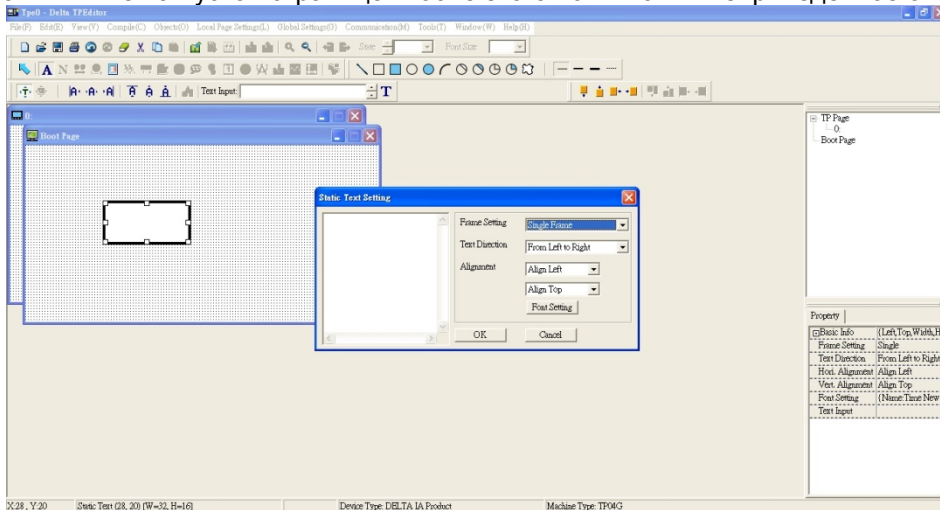 Tpe0 - Delta TPEditor
File(F) Edit(E) View(V) Compile(C) Objects(O) Local Page Settings(L) Global Settings(G) Communication(M) Tools(T) Window(W) Help(H)
Size
Font Size
Text Input:
0:
Boot Page
TP Page
0:
Boot Page
Static Text Setting
Frame Setting Single Frame
Text Direction From Left to Right
Alignment Align Left
Align Top
Font Setting
OK Cancel
Property
Basic Info {Left,Top,Width,H
Frame Setting Single
Text Direction From Left to Right
Hori. Alignment Align Left
Vert. Alignment Align Top
Font Setting {Name:Time New
Text Input
X:28 , Y:20 Static Text (28, 20) [W=32, H=16] Device Type: DELTA IA Product Machine Type: TP04G